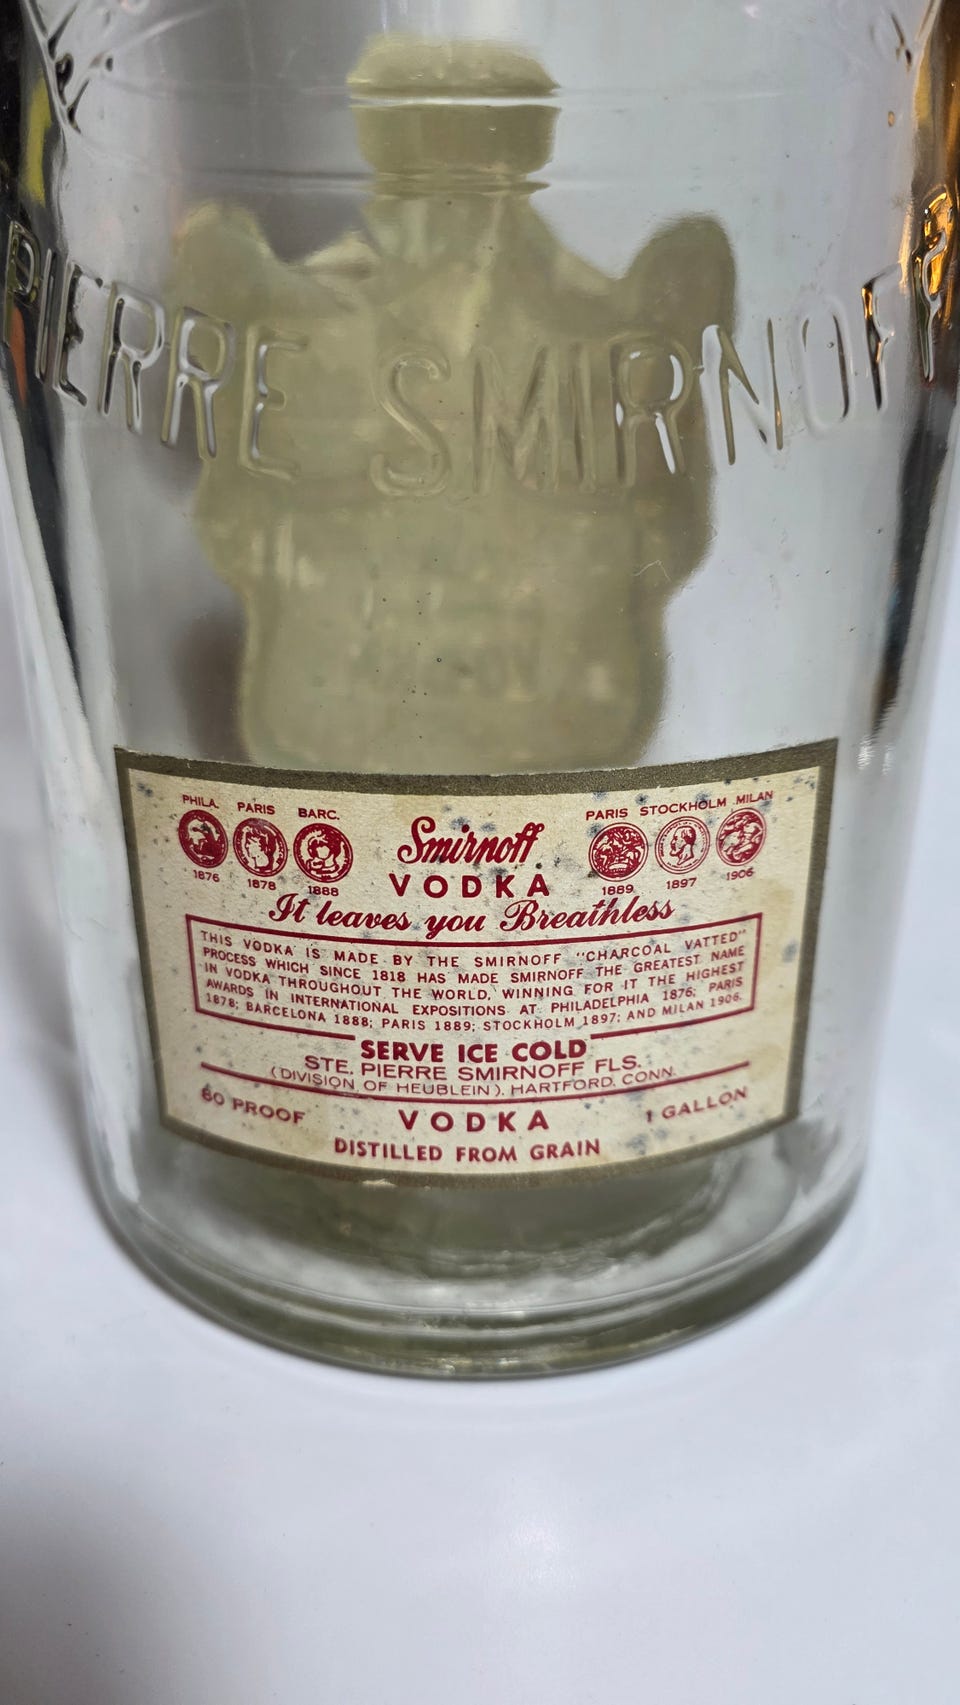 PIERRE SMIRNOFF
PHILA. PARIS BARC. PARIS STOCKHOLM MILAN
1876 1878 1888 1889 1897 1906
Smirnoff
VODKA
It leaves you Breathless
THIS VODKA IS MADE BY THE SMIRNOFF "CHARCOAL VATTED"
PROCESS WHICH SINCE 1818 HAS MADE SMIRNOFF THE GREATEST NAME
IN VODKA THROUGHOUT THE WORLD, WINNING FOR IT THE HIGHEST
AWARDS IN INTERNATIONAL EXPOSITIONS AT PHILADELPHIA 1876; PARIS
1878; BARCELONA 1888; PARIS 1889; STOCKHOLM 1897; AND MILAN 1906.
SERVE ICE COLD
STE. PIERRE SMIRNOFF FLS.
(DIVISION OF HEUBLEIN), HARTFORD, CONN.
80 PROOF VODKA 1 GALLON
DISTILLED FROM GRAIN